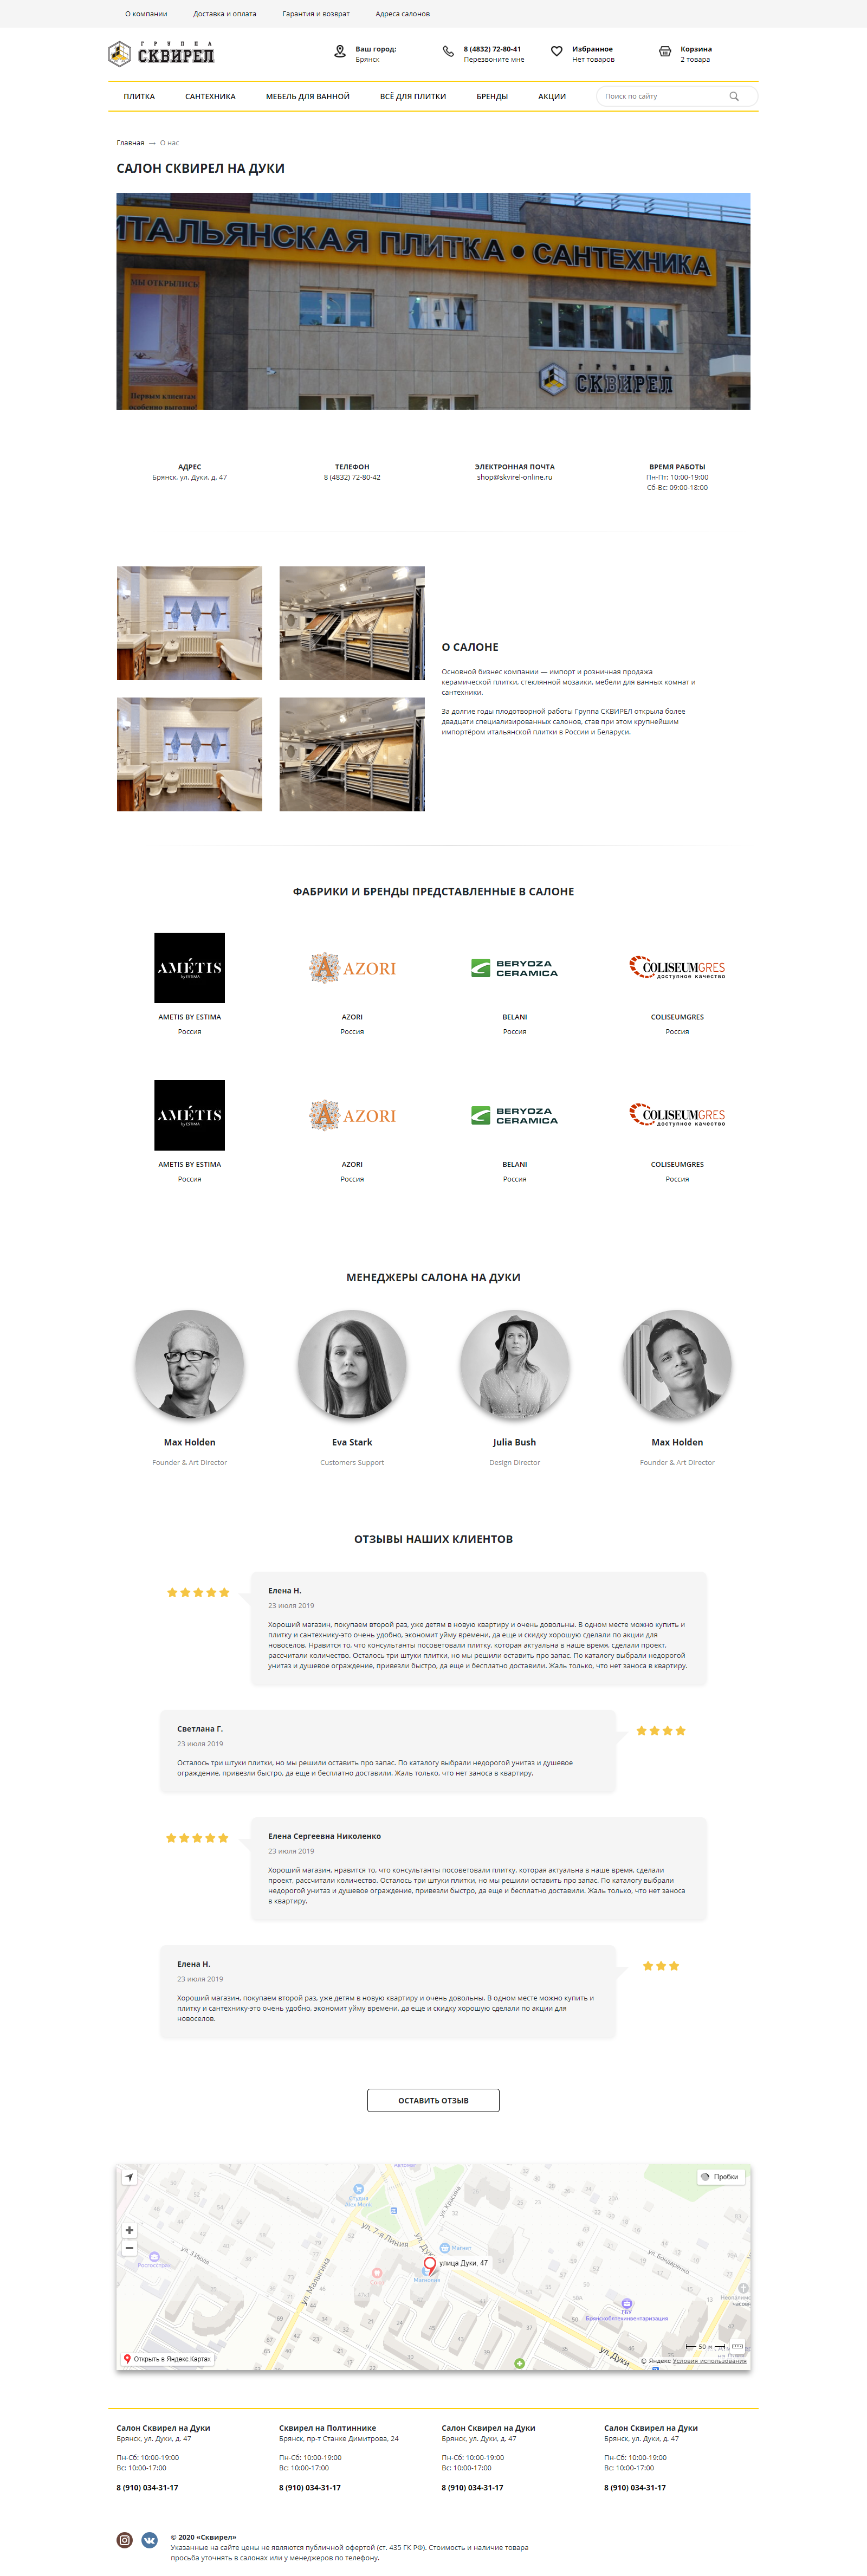 О компании Доставка и оплата Гарантия и возврат Адреса салонов
ГРУППА
СКВИРЕЛ
Ваш город:
Брянск
8 (4832) 72-80-41
Перезвоните мне
Избранное
Нет товаров
Корзина
2 товара
ПЛИТКА САНТЕХНИКА МЕБЕЛЬ ДЛЯ ВАННОЙ ВСЁ ДЛЯ ПЛИТКИ БРЕНДЫ АКЦИИ Поиск по сайту
Главная → О нас
САЛОН СКВИРЕЛ НА ДУКИ
ИТАЛЬЯНСКАЯ ПЛИТКА • САНТЕХНИКА
МЫ ОТКРЫЛИСЬ!
Первым клиентам
особенно выгодно!
ГРУППА
СКВИРЕЛ
АДРЕС
Брянск, ул. Дуки, д. 47
ТЕЛЕФОН
8 (4832) 72-80-42
ЭЛЕКТРОННАЯ ПОЧТА
shop@skvirel-online.ru
ВРЕМЯ РАБОТЫ
Пн-Пт: 10:00-19:00
Сб-Вс: 09:00-18:00
О САЛОНЕ
Основной бизнес компании — импорт и розничная продажа
керамической плитки, стеклянной мозаики, мебели для ванных комнат и
сантехники.
За долгие годы плодотворной работы Группа СКВИРЕЛ открыла более
двадцати специализированных салонов, став при этом крупнейшим
импортёром итальянской плитки в России и Беларуси.
ФАБРИКИ И БРЕНДЫ ПРЕДСТАВЛЕННЫЕ В САЛОНЕ
AMÉTIS
by ESTIMA
AZORI
BERYOZA
CERAMICA
COLISEUMGRES
доступное качество
AMETIS BY ESTIMA AZORI BELANI COLISEUMGRES
Россия Россия Россия Россия
AMÉTIS
by ESTIMA
AZORI
BERYOZA
CERAMICA
COLISEUMGRES
доступное качество
AMETIS BY ESTIMA AZORI BELANI COLISEUMGRES
Россия Россия Россия Россия
МЕНЕДЖЕРЫ САЛОНА НА ДУКИ
Max Holden Eva Stark Julia Bush Max Holden
Founder & Art Director Customers Support Design Director Founder & Art Director
ОТЗЫВЫ НАШИХ КЛИЕНТОВ
Елена Н.
23 июля 2019
Хороший магазин, покупаем второй раз, уже детям в новую квартиру и очень довольны. В одном месте можно купить и
плитку и сантехнику-это очень удобно, экономит уйму времени, да еще и скидку хорошую сделали по акции для
новоселов. Нравится то, что консультанты посоветовали плитку, которая актуальна в наше время, сделали проект,
рассчитали количество. Осталось три штуки плитки, но мы решили оставить про запас. По каталогу выбрали недорогой
унитаз и душевое ограждение, привезли быстро, да еще и бесплатно доставили. Жаль только, что нет заноса в квартиру.
Светлана Г.
23 июля 2019
Осталось три штуки плитки, но мы решили оставить про запас. По каталогу выбрали недорогой унитаз и душевое
ограждение, привезли быстро, да еще и бесплатно доставили. Жаль только, что нет заноса в квартиру.
Елена Сергеевна Николенко
23 июля 2019
Хороший магазин, нравится то, что консультанты посоветовали плитку, которая актуальна в наше время, сделали
проект, рассчитали количество. Осталось три штуки плитки, но мы решили оставить про запас. По каталогу выбрали
недорогой унитаз и душевое ограждение, привезли быстро, да еще и бесплатно доставили. Жаль только, что нет заноса
в квартиру.
Елена Н.
23 июля 2019
Хороший магазин, покупаем второй раз, уже детям в новую квартиру и очень довольны. В одном месте можно купить и
плитку и сантехнику-это очень удобно, экономит уйму времени, да еще и скидку хорошую сделали по акции для
новоселов.
ОСТАВИТЬ ОТЗЫВ
Пробки
Студия
ул. Красина
ул. 7-я Линия
ул. 3 Июля
ул. Малыгина
Магнит
улица Дуки, 47
Магнолия
ул. Бондаренко
ГБУ
Брянскоблтехинвентаризация
ул. Дуки
50 м
Открыть в Яндекс.Картах
© Яндекс Условия использования
Салон Сквирел на Дуки
Брянск, ул. Дуки, д. 47
Пн-Сб: 10:00-19:00
Вс: 10:00-17:00
8 (910) 034-31-17
Сквирел на Полтиннике
Брянск, пр-т Станке Димитрова, 24
Пн-Сб: 10:00-19:00
Вс: 10:00-17:00
8 (910) 034-31-17
Салон Сквирел на Дуки
Брянск, ул. Дуки, д. 47
Пн-Сб: 10:00-19:00
Вс: 10:00-17:00
8 (910) 034-31-17
Салон Сквирел на Дуки
Брянск, ул. Дуки, д. 47
Пн-Сб: 10:00-19:00
Вс: 10:00-17:00
8 (910) 034-31-17
© 2020 «Сквирел»
Указанные на сайте цены не являются публичной офертой (ст. 435 ГК РФ). Стоимость и наличие товара
просьба уточнять в салонах или у менеджеров по телефону.